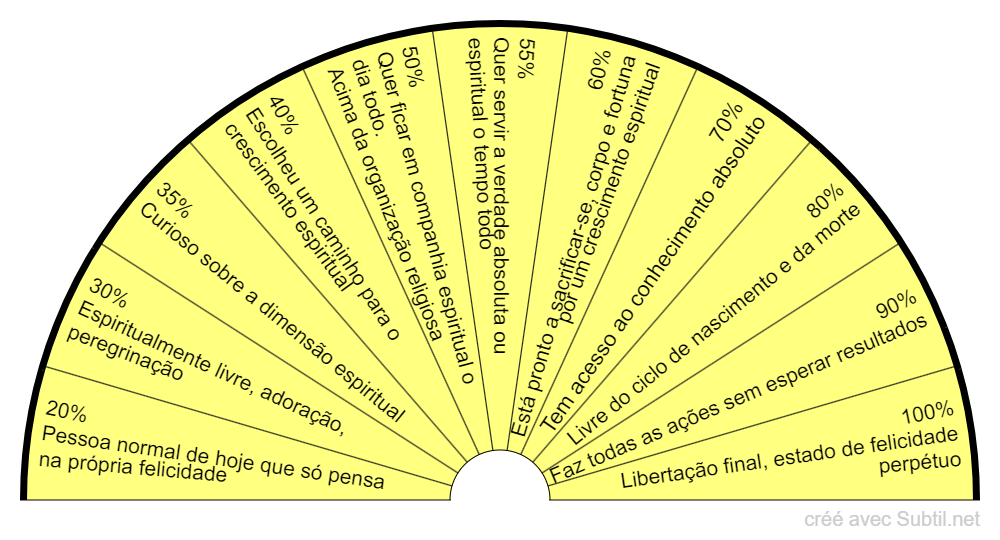 20%
Pessoa normal de hoje que só pensa
na própria felicidade
30%
Espiritualmente livre, adoração,
peregrinação
35%
Curioso sobre a dimensão espiritual
40%
Escolheu um caminho para o
crescimento espiritual
50%
Quer ficar em companhia espiritual o
dia todo.
Acima da organização religiosa
55%
Quer servir a verdade absoluta ou
espiritual o tempo todo
60%
Está pronto a sacrificar-se, corpo e fortuna
por um crescimento espiritual
70%
Tem acesso ao conhecimento absoluto
80%
Livre do ciclo de nascimento e da morte
90%
Faz todas as ações sem esperar resultados
100%
Libertação final, estado de felicidade
perpétuo
créé avec Subtil.net